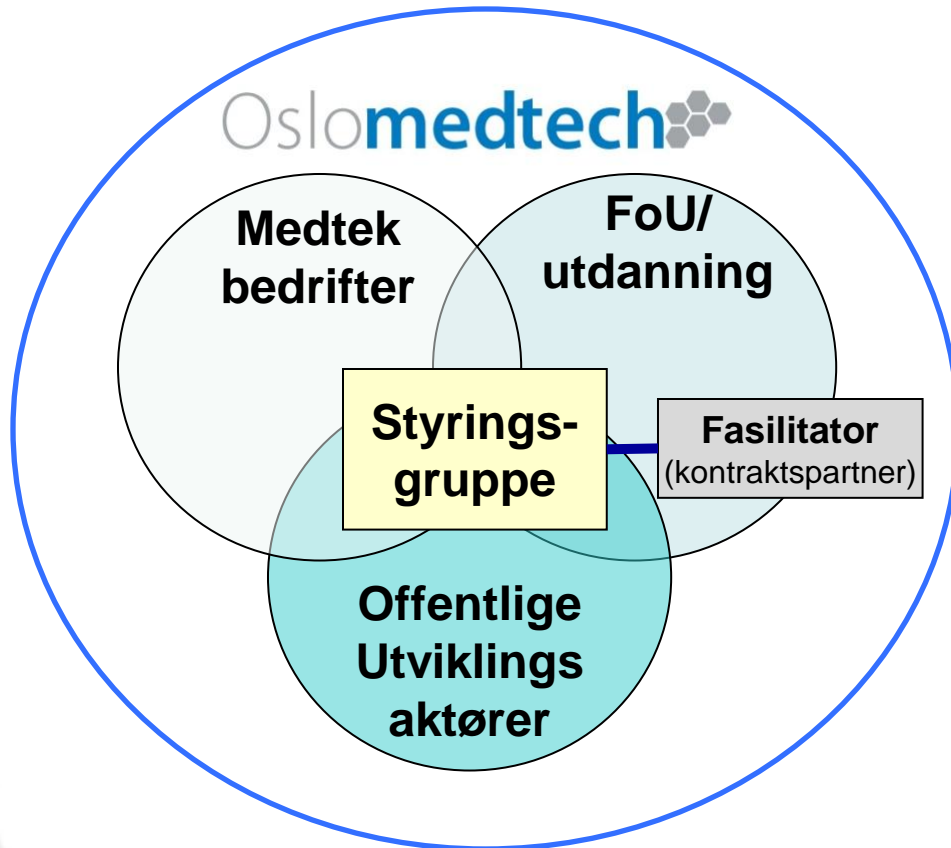 Oslomedtech
Medtek
bedrifter
FoU/
utdanning
Styrings-
gruppe
Fasilitator
(kontraktspartner)
Offentlige
Utviklings
aktører